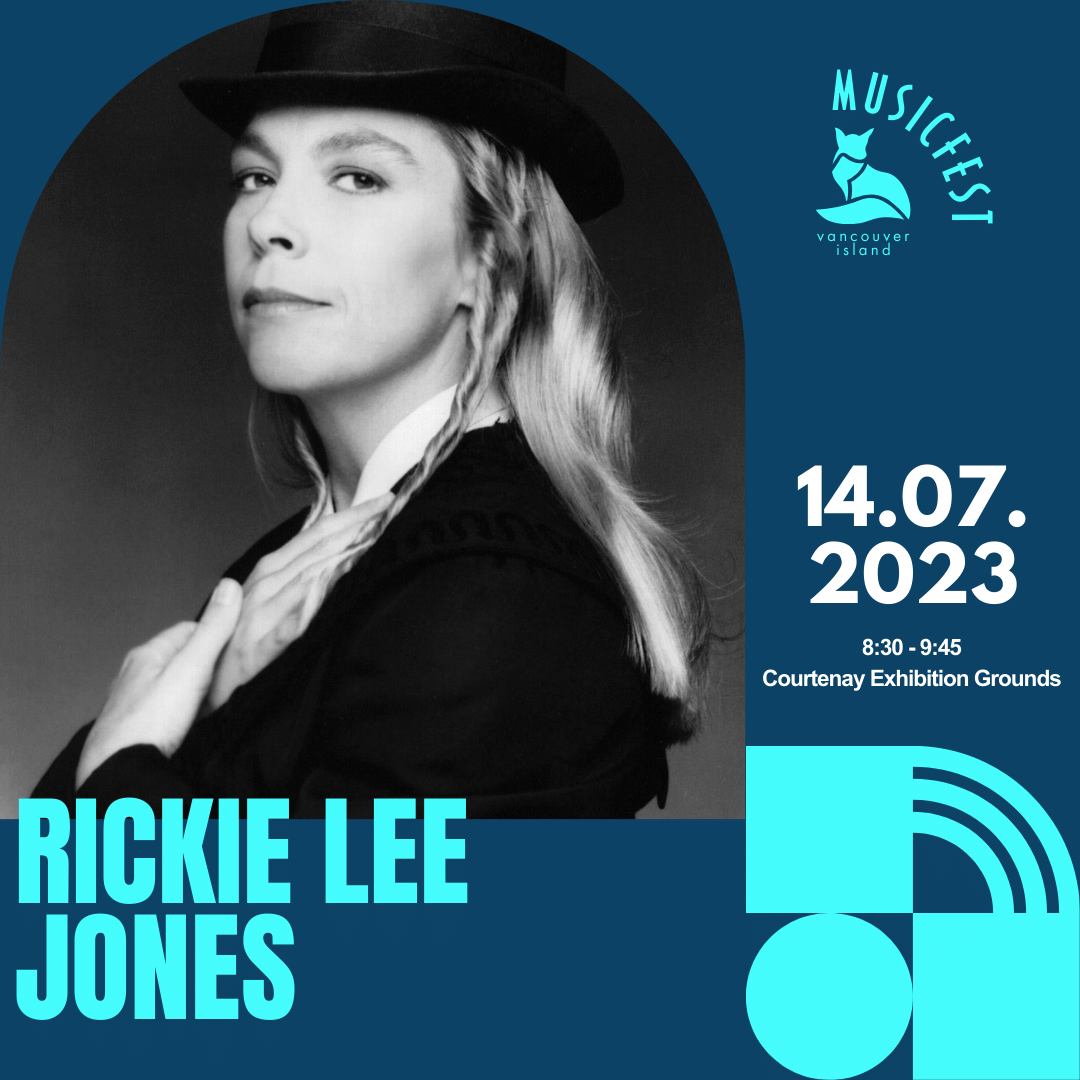 MUSICFEST
vancouver
island
14.07.
2023
8:30 - 9:45
Courtenay Exhibition Grounds
RICKIE LEE
JONES